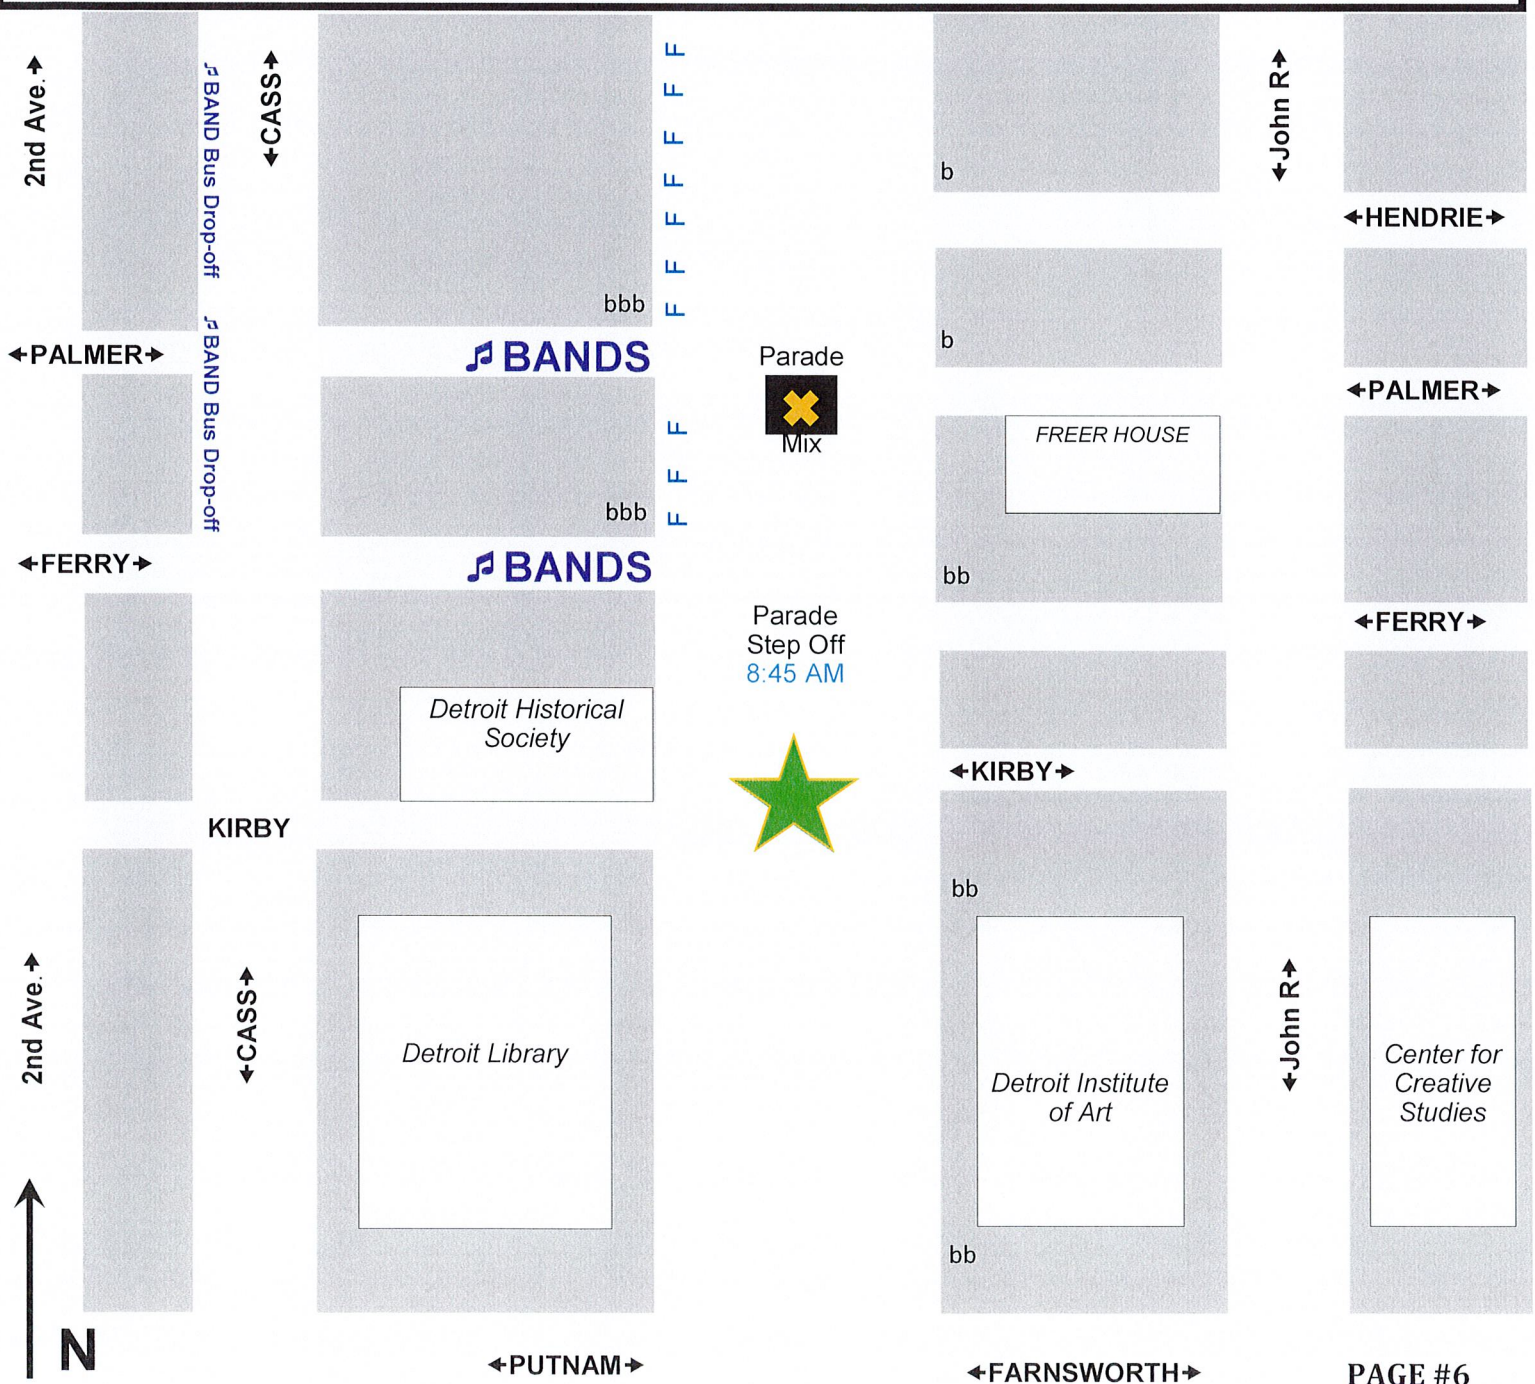 2nd Ave.
♫ BAND Bus Drop-off
CASS
F
F
F
F
F
F
F
b
John R
HENDRIE
bbb
PALMER
♫ BAND Bus Drop-off
♫ BANDS
Parade
Mix
b
PALMER
F
F
F
FREER HOUSE
bbb
FERRY
♫ BANDS
bb
Parade
Step Off
8:45 AM
FERRY
Detroit Historical
Society
KIRBY
KIRBY
bb
2nd Ave.
CASS
Detroit Library
Detroit Institute
of Art
John R
Center for
Creative
Studies
bb
N
PUTNAM
FARNSWORTH
PAGE #6